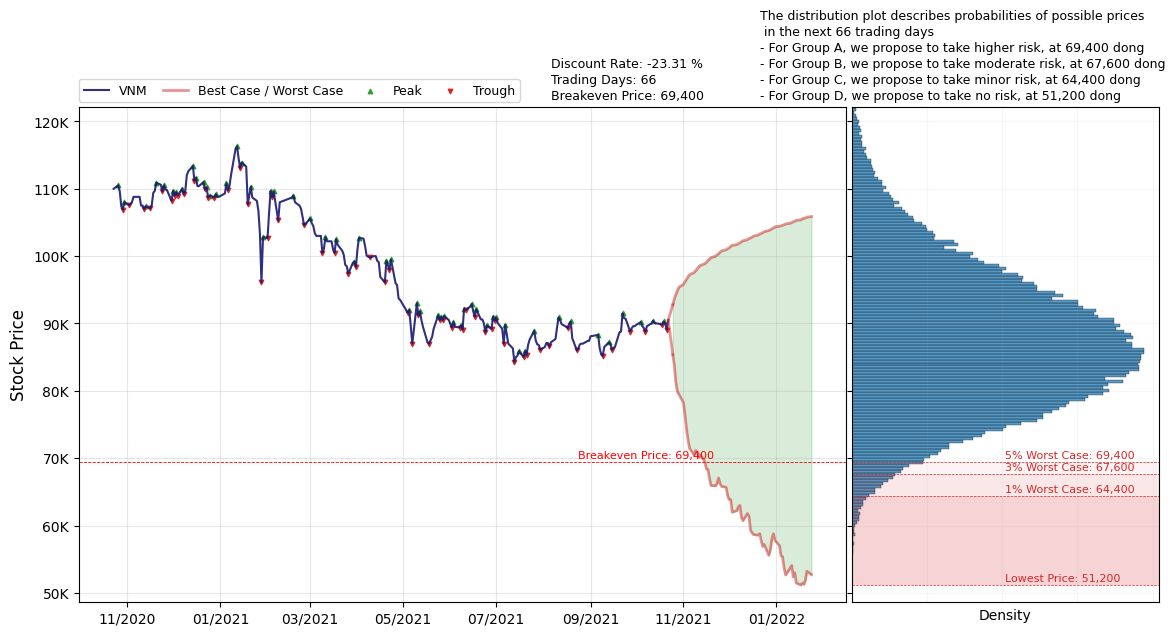 The distribution plot describes probabilities of possible prices
in the next 66 trading days
- For Group A, we propose to take higher risk, at 69,400 dong
- For Group B, we propose to take moderate risk, at 67,600 dong
- For Group C, we propose to take minor risk, at 64,400 dong
- For Group D, we propose to take no risk, at 51,200 dong
Discount Rate: -23.31 %
Trading Days: 66
Breakeven Price: 69,400
VNM
Best Case / Worst Case
Peak
Trough
Stock Price
120K
110K
100K
90K
80K
70K
60K
50K
Breakeven Price: 69,400
5% Worst Case: 69,400
3% Worst Case: 67,600
1% Worst Case: 64,400
Lowest Price: 51,200
11/2020
01/2021
03/2021
05/2021
07/2021
09/2021
11/2021
01/2022
Density